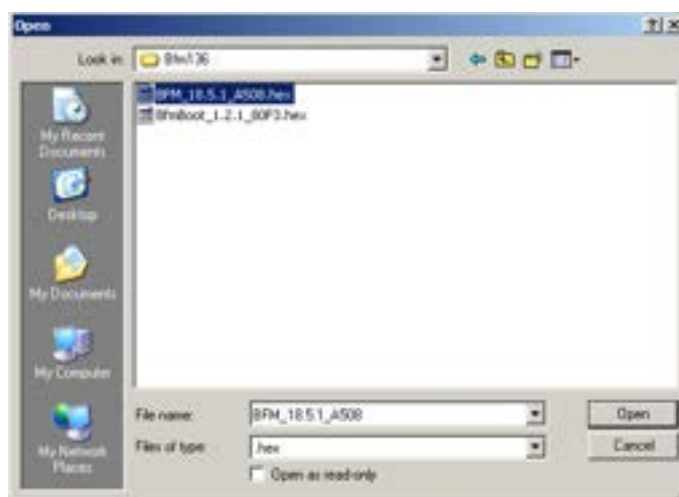 Open
Look in: Bfm136
BFM_18.5.1_A508.hex
BfmBoot_1.2.1_80F3.hex
My Recent
Documents
Desktop
My Documents
My Computer
My Network
Places
File name: BFM_18.5.1_A508
Open
Files of type: .hex
Cancel
Open as read-only